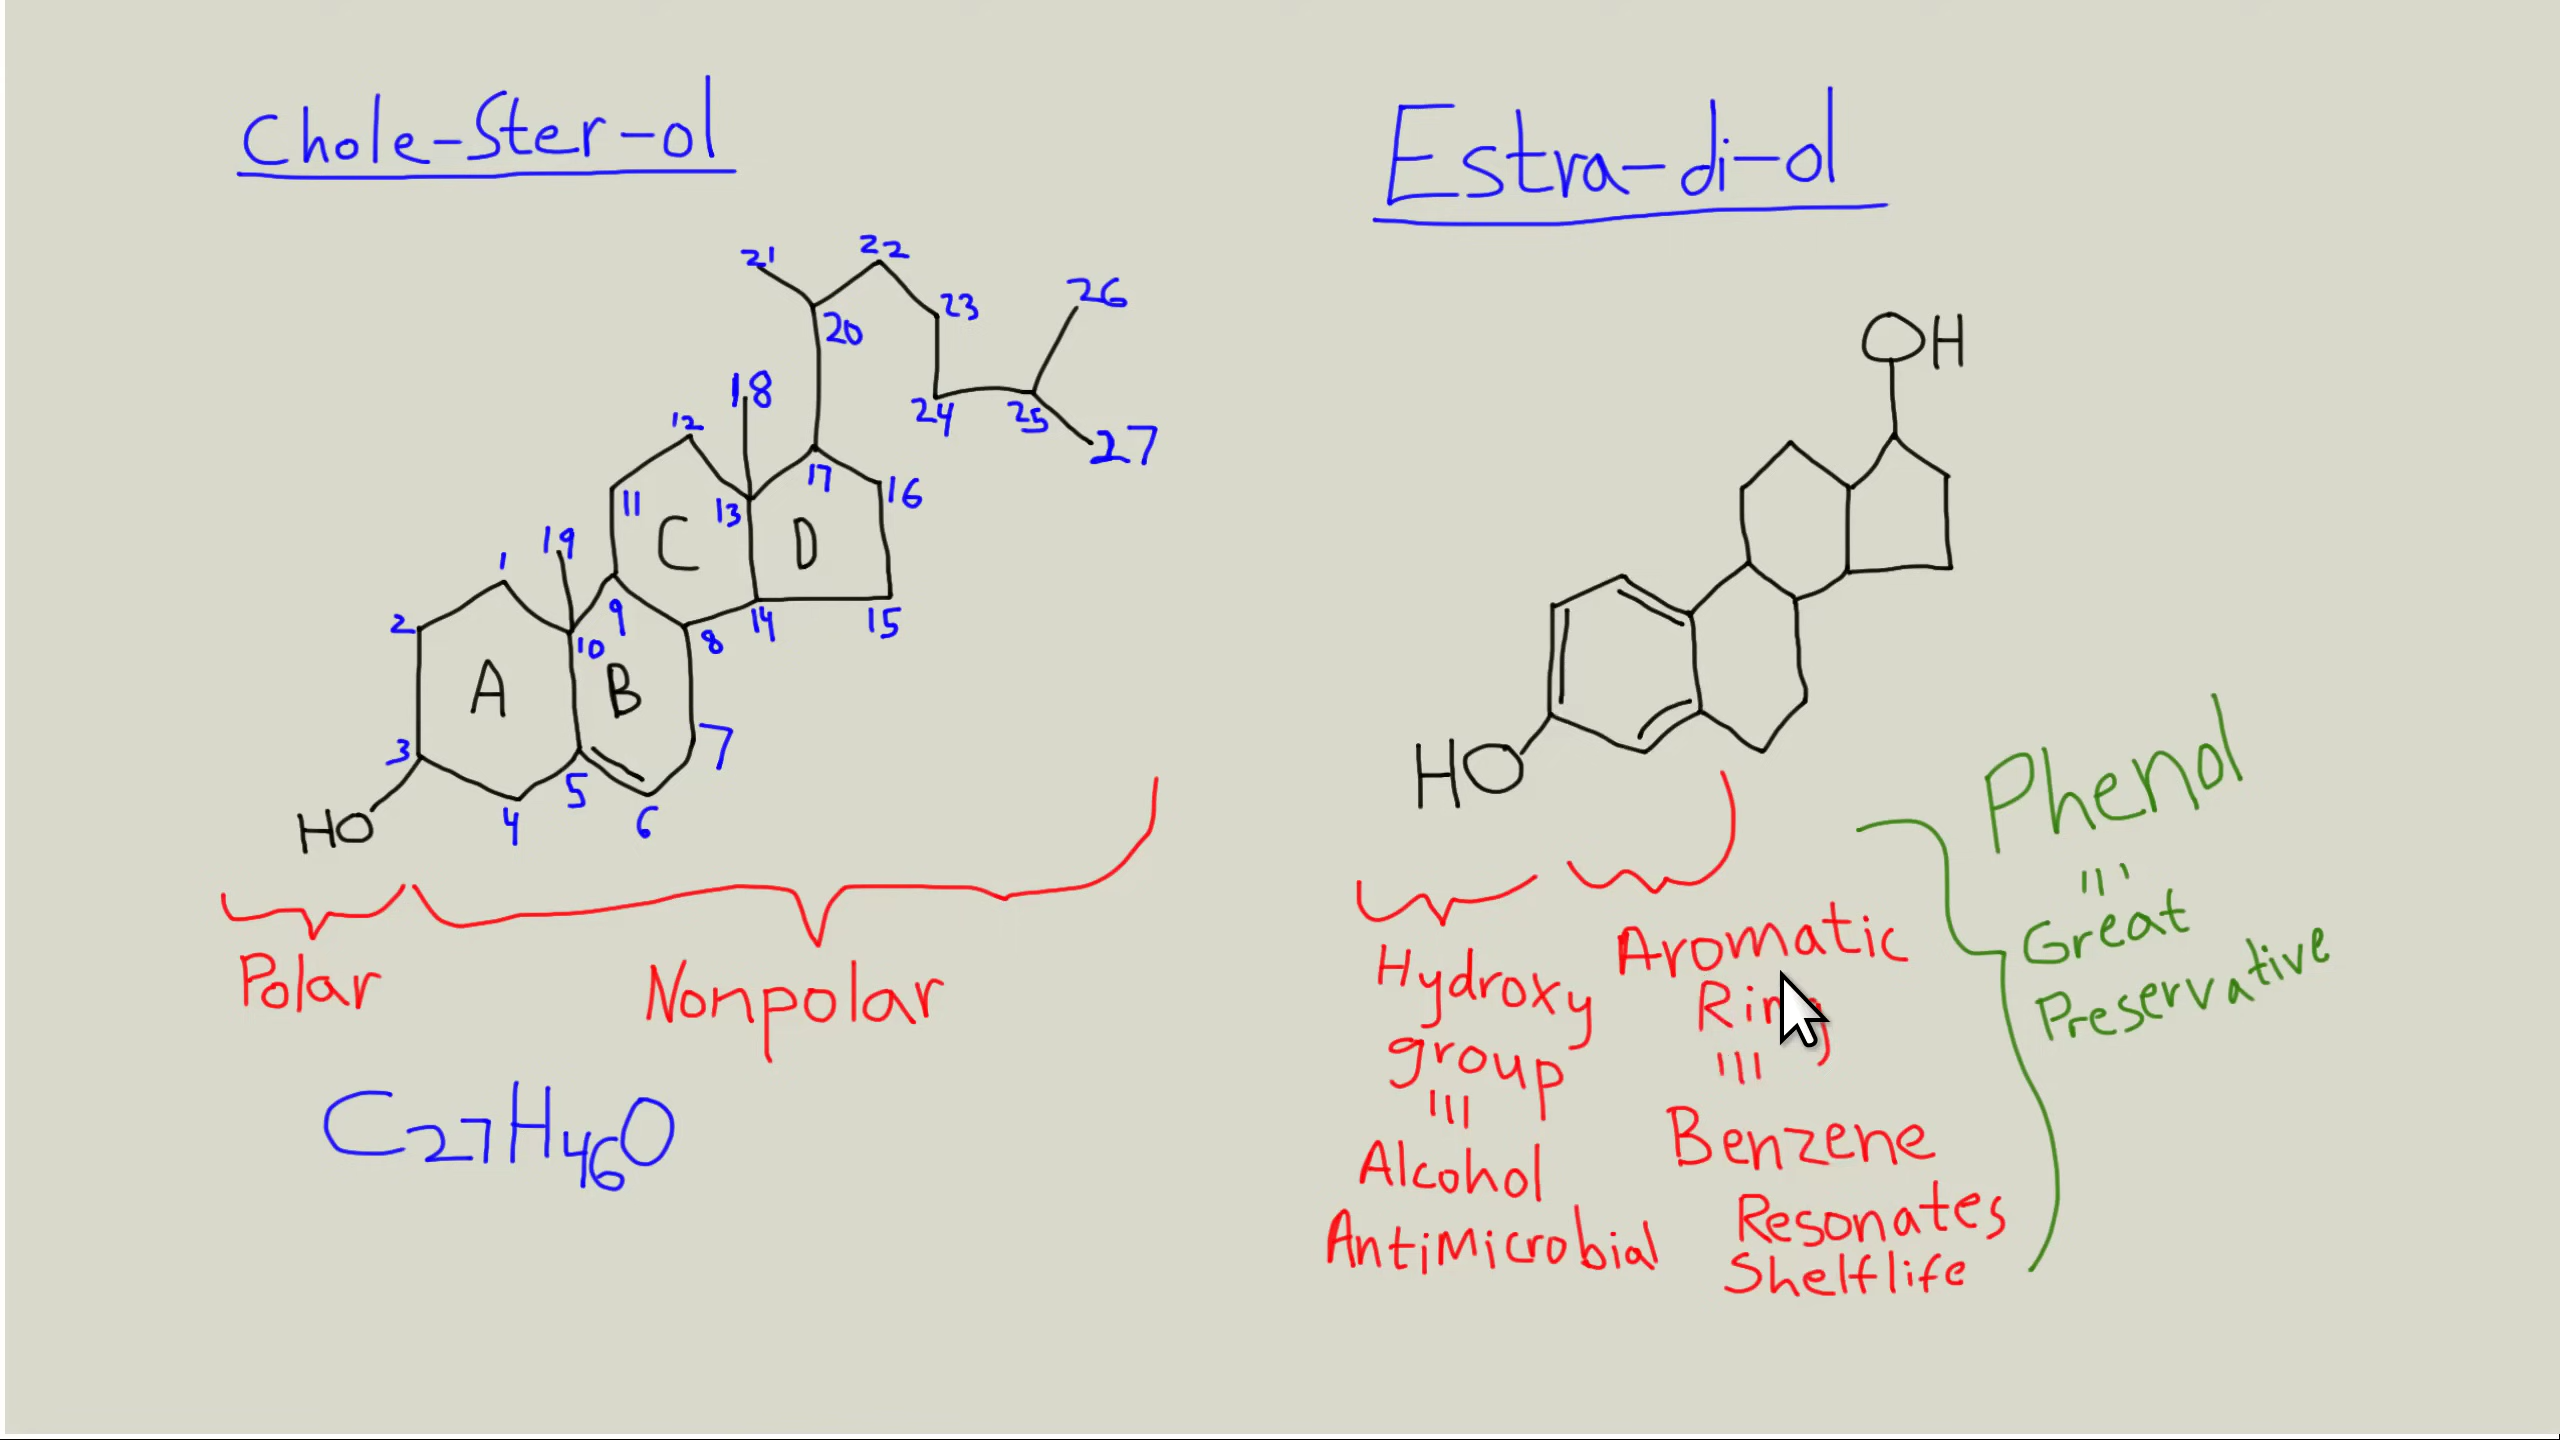 Chole-Ster-ol
21
22
23
26
20
18
24
25
27
12
17
16
11
13
C
D
19
1
9
14
15
2
10
8
A
B
3
7
5
4
6
HO
Polar
Nonpolar
C27H46O
Estra-di-ol
OH
HO
Hydroxy
group
Alcohol
Antimicrobial
Aromatic
Ring
Benzene
Resonates
Shelflife
Phenol
Great
Preservative